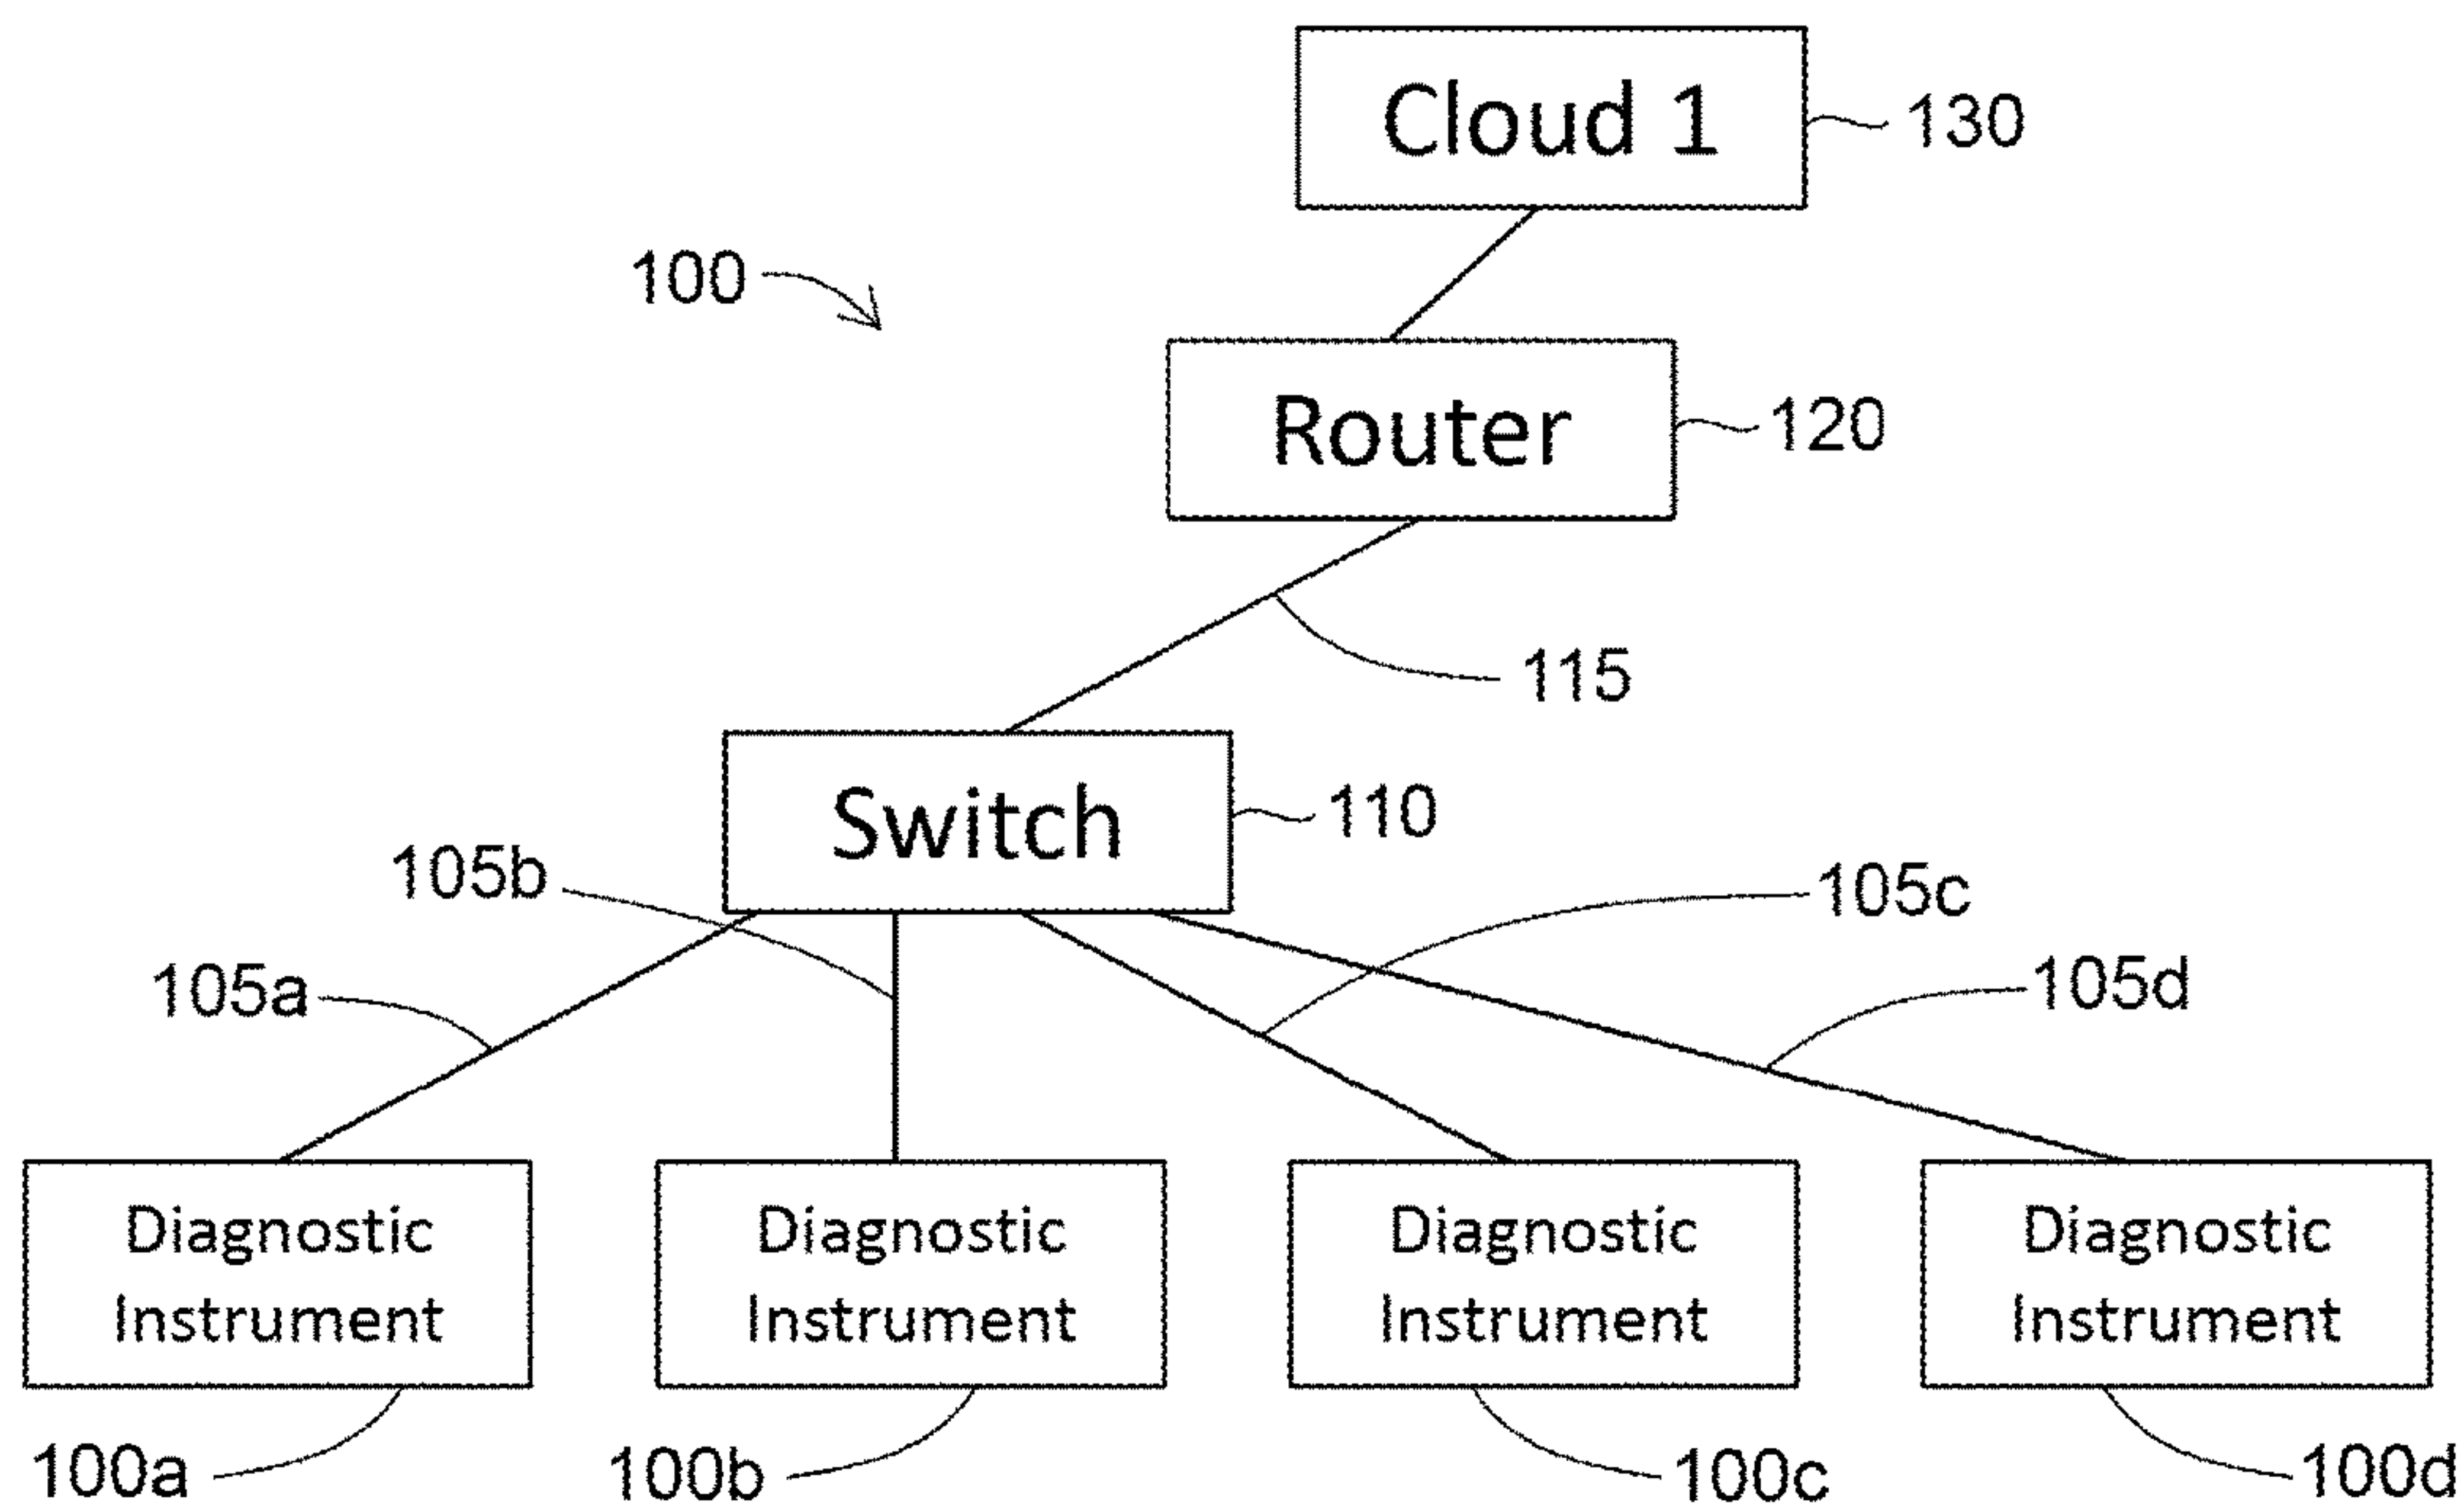 Cloud 1
130
100
Router
120
115
Switch
110
105b
105c
105a
105d
Diagnostic
Instrument
Diagnostic
Instrument
Diagnostic
Instrument
Diagnostic
Instrument
100a
100b
100c
100d